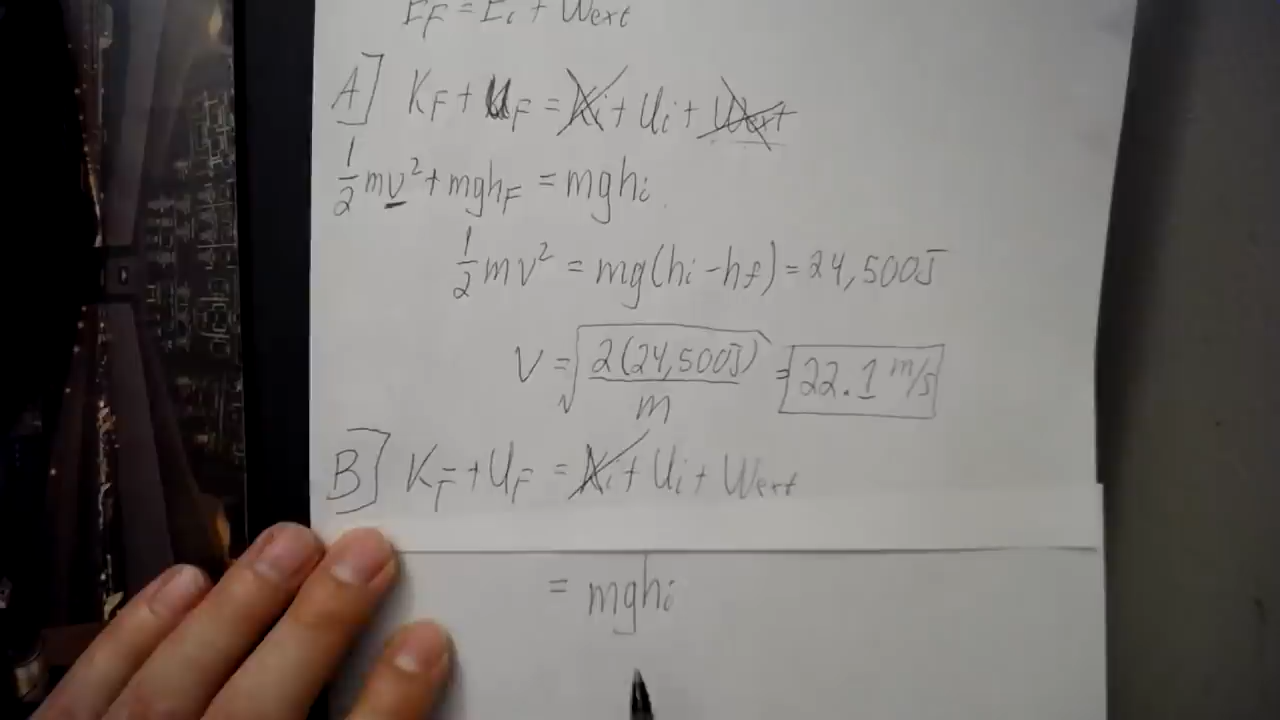 E_F = E_i + W_ext
A] K_F + U_F = K_i + U_i + W_ext
1/2 mv² + mgh_F = mgh_i
1/2 mv² = mg(h_i - h_f) = 24,500J
V = √(2(24,500J)/m) = 22.1 m/s
B] K_F + U_F = K_i + U_i + W_ext
= mgh_i